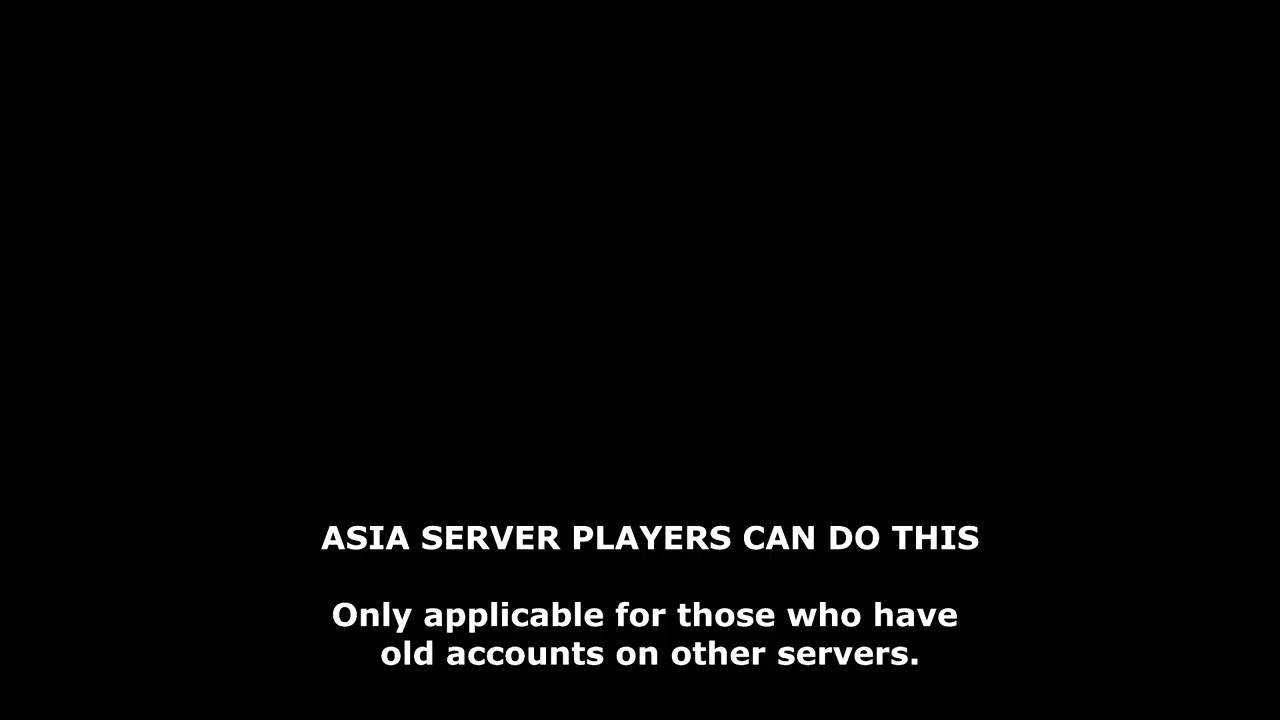 ASIA SERVER PLAYERS CAN DO THIS
Only applicable for those who have
old accounts on other servers.